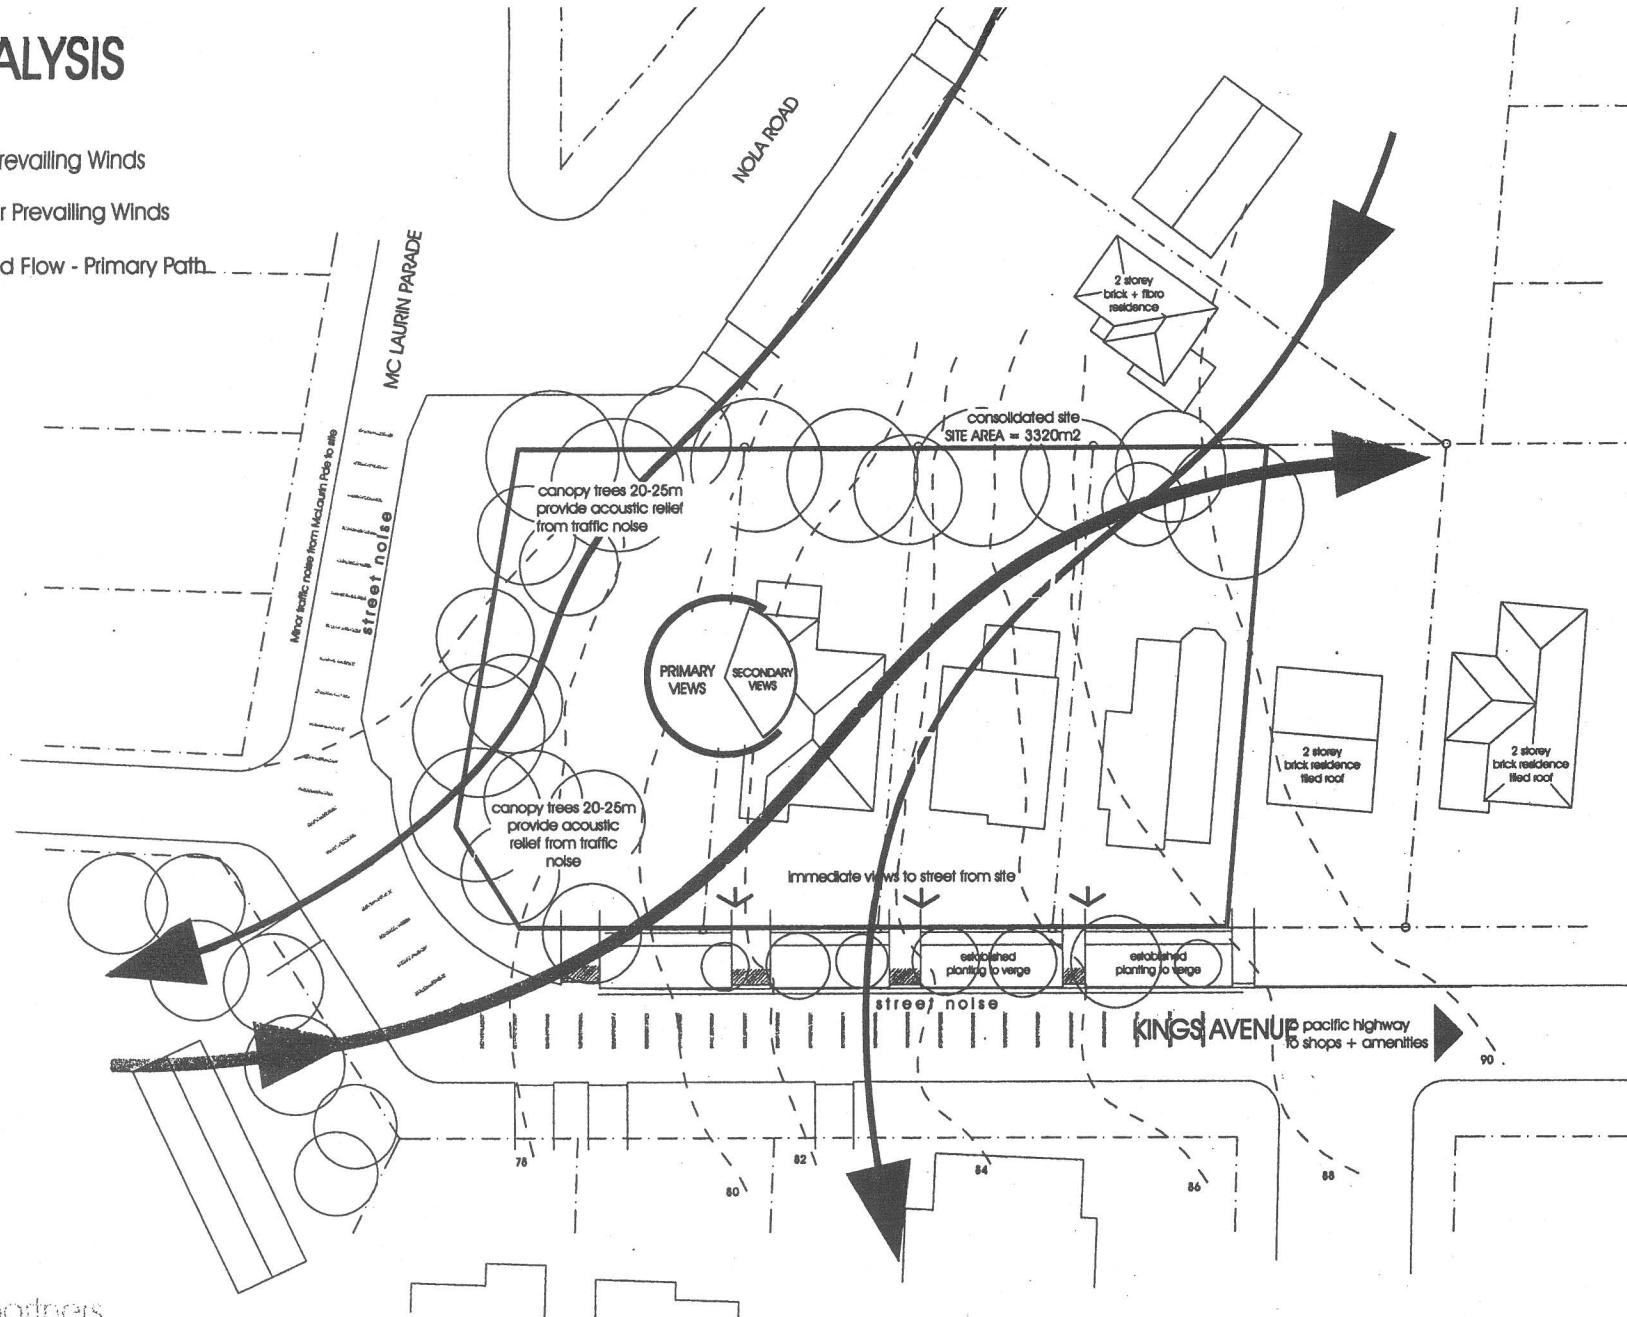 ALYSIS
revailing Winds
r Prevailing Winds
d Flow - Primary Path
NOLA ROAD
MC LAURIN PARADE
Minor traffic noise from McLaurin Pde to site
street noise
2 storey
brick + fibro
residence
consolidated site
SITE AREA = 3320m2
canopy trees 20-25m
provide acoustic relief
from traffic noise
PRIMARY
VIEWS
SECONDARY
VIEWS
2 storey
brick residence
tiled roof
2 storey
brick residence
tiled roof
canopy trees 20-25m
provide acoustic
relief from traffic
noise
immediate views to street from site
established
planting to verge
established
planting to verge
street noise
KINGS AVENUE
to pacific highway
to shops + amenities
90
78
80
82
84
86
88
partners